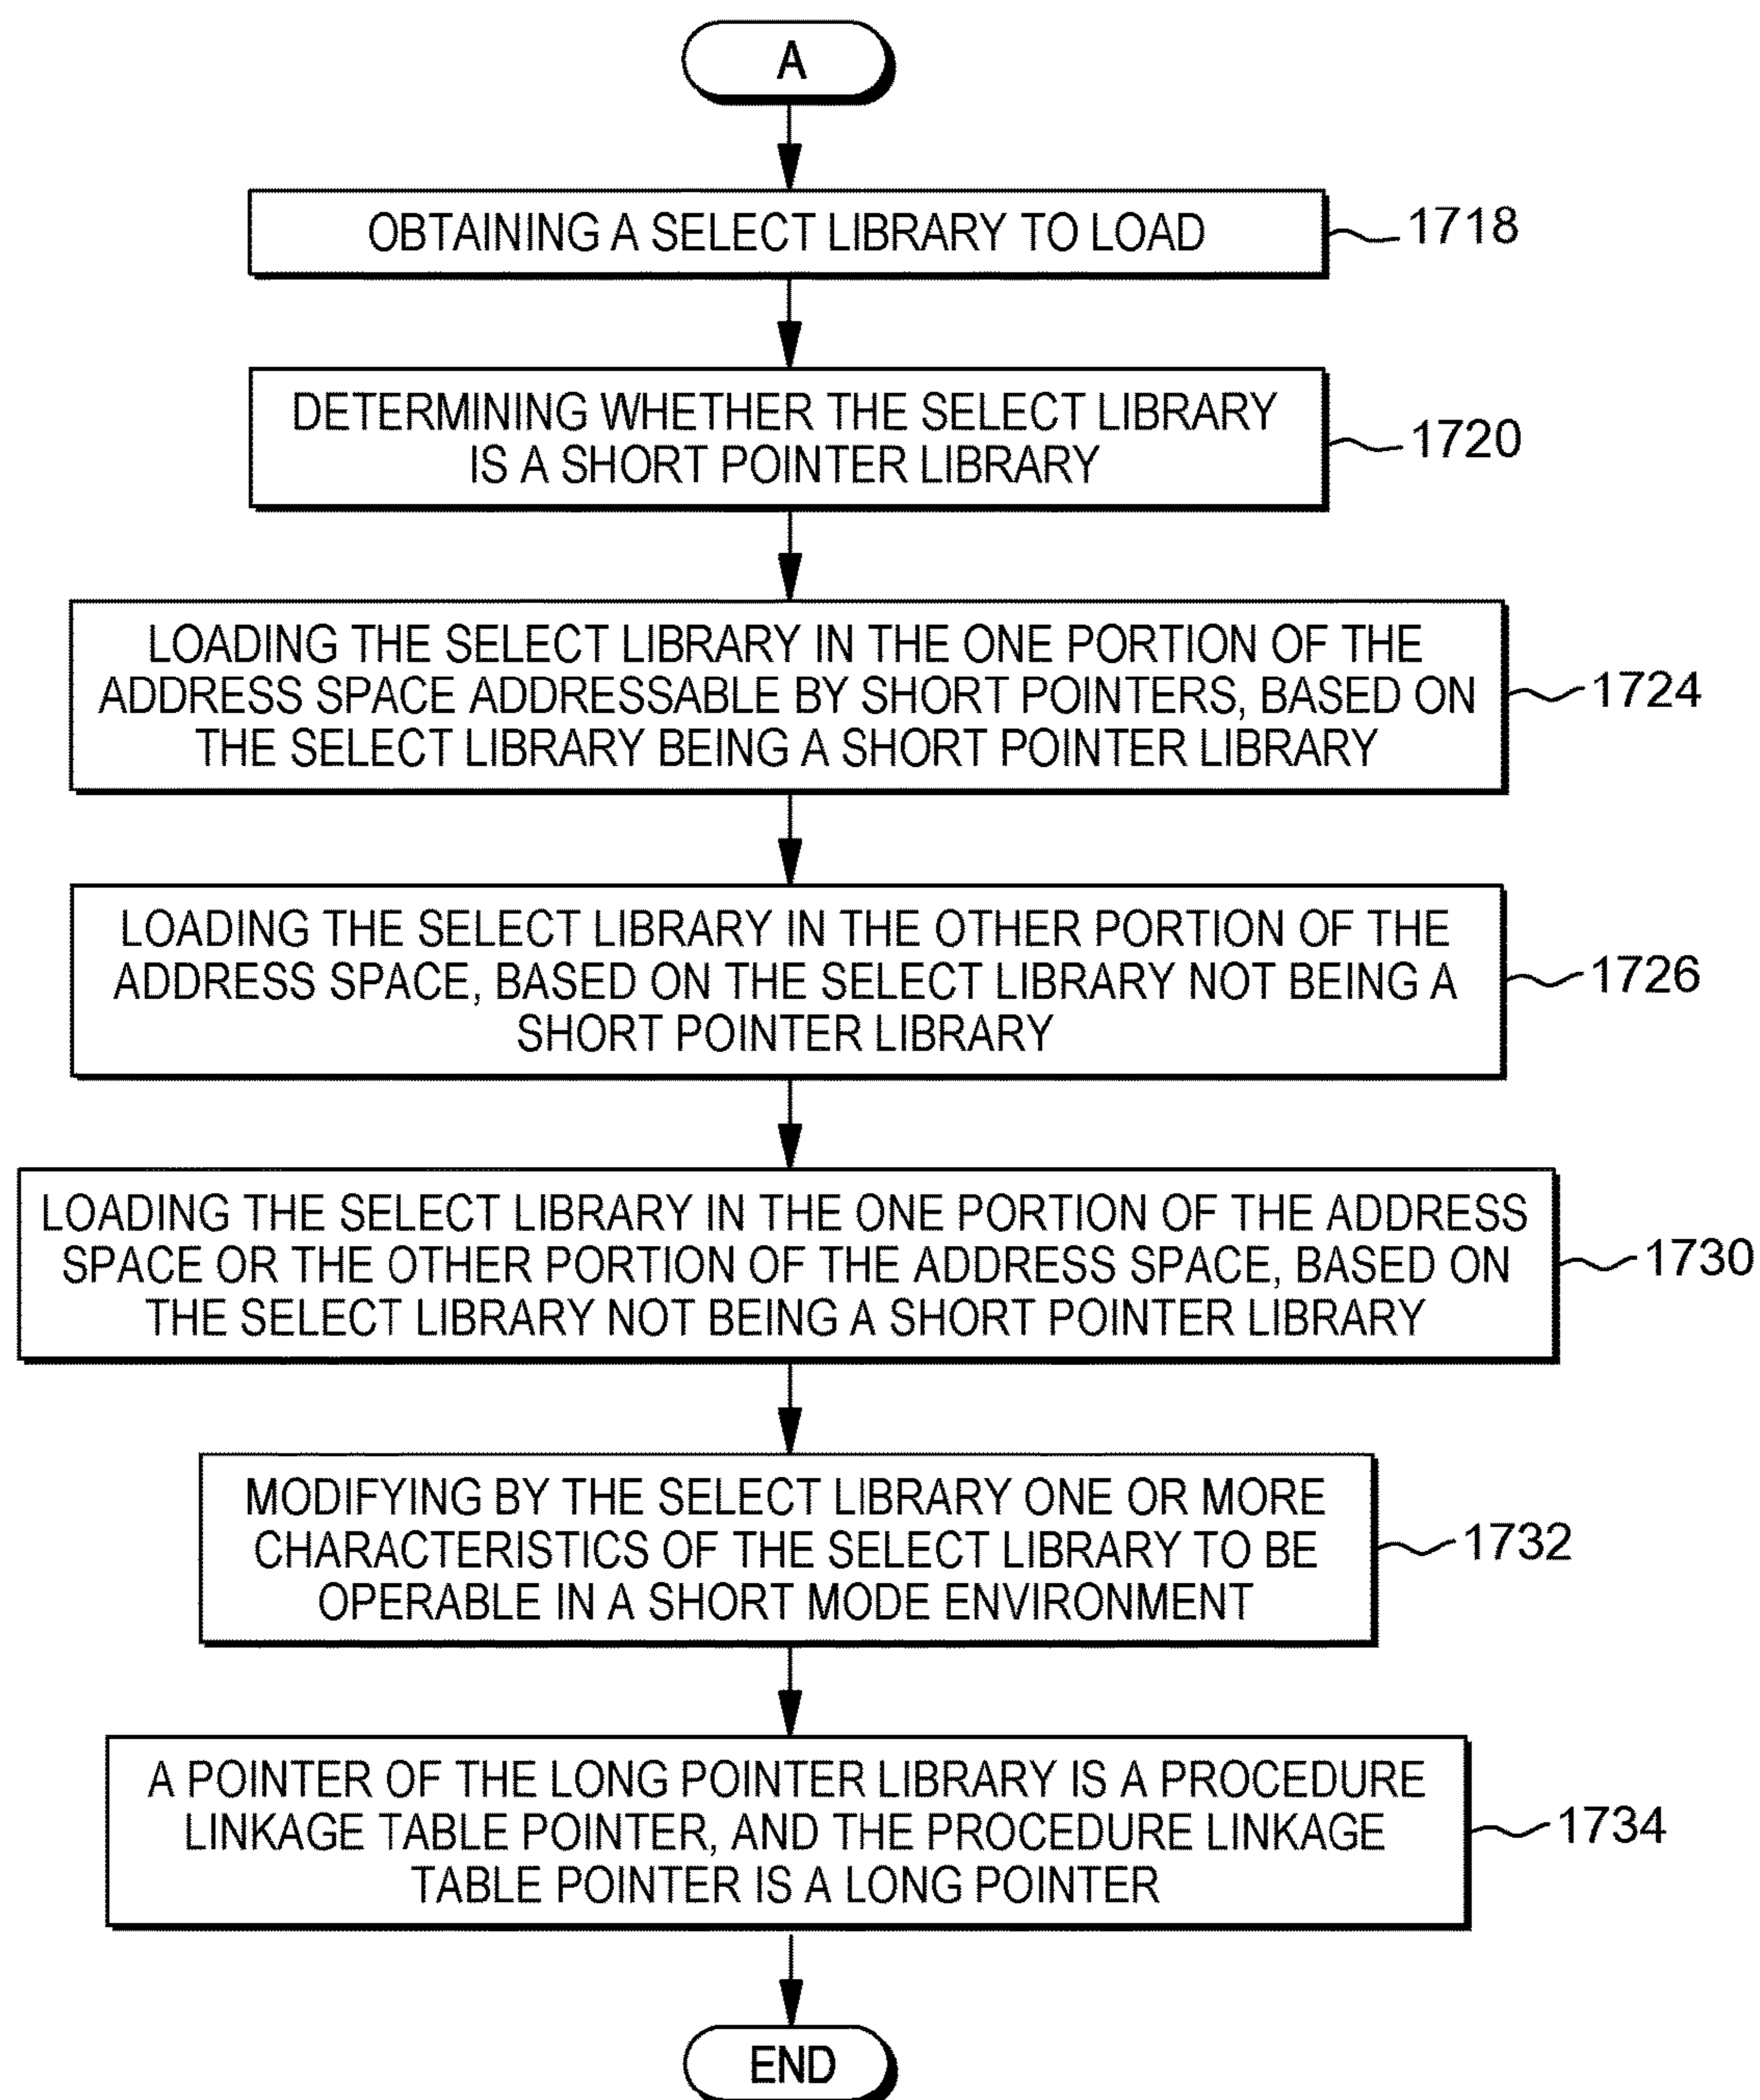 A
OBTAINING A SELECT LIBRARY TO LOAD
1718
DETERMINING WHETHER THE SELECT LIBRARY
IS A SHORT POINTER LIBRARY
1720
LOADING THE SELECT LIBRARY IN THE ONE PORTION OF THE
ADDRESS SPACE ADDRESSABLE BY SHORT POINTERS, BASED ON
THE SELECT LIBRARY BEING A SHORT POINTER LIBRARY
1724
LOADING THE SELECT LIBRARY IN THE OTHER PORTION OF THE
ADDRESS SPACE, BASED ON THE SELECT LIBRARY NOT BEING A
SHORT POINTER LIBRARY
1726
LOADING THE SELECT LIBRARY IN THE ONE PORTION OF THE ADDRESS
SPACE OR THE OTHER PORTION OF THE ADDRESS SPACE, BASED ON
THE SELECT LIBRARY NOT BEING A SHORT POINTER LIBRARY
1730
MODIFYING BY THE SELECT LIBRARY ONE OR MORE
CHARACTERISTICS OF THE SELECT LIBRARY TO BE
OPERABLE IN A SHORT MODE ENVIRONMENT
1732
A POINTER OF THE LONG POINTER LIBRARY IS A PROCEDURE
LINKAGE TABLE POINTER, AND THE PROCEDURE LINKAGE
TABLE POINTER IS A LONG POINTER
1734
END